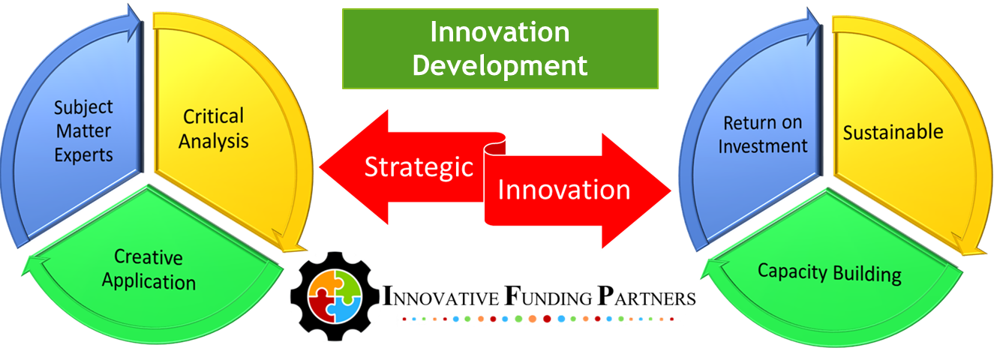 Innovation
Development
Subject
Matter
Experts
Critical
Analysis
Creative
Application
Strategic
Innovation
Return on
Investment
Sustainable
Capacity Building
INNOVATIVE FUNDING PARTNERS